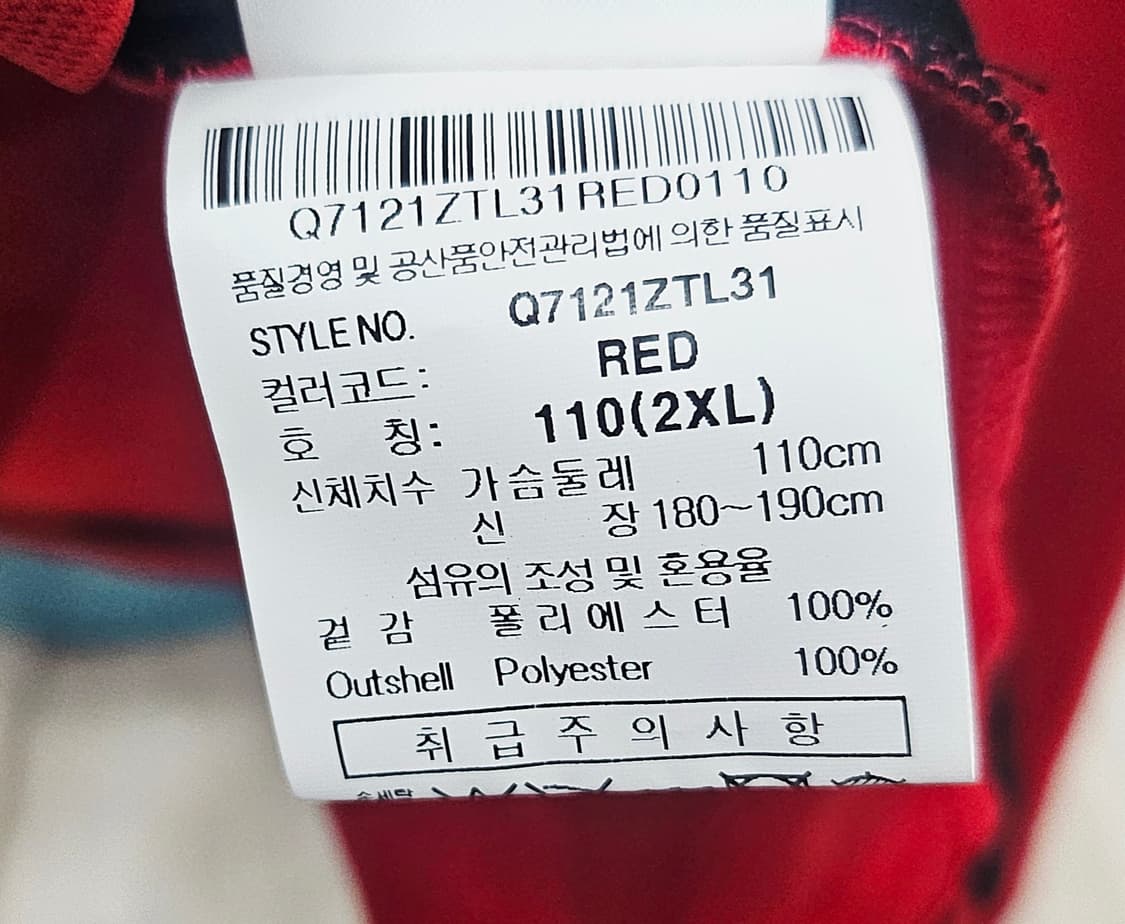 Q7121ZTL31RED0110
품질경영 및 공산품안전관리법에 의한 품질표시
STYLE NO. Q7121ZTL31
컬러코드: RED
호 칭: 110(2XL)
신체치수 가슴둘레 110cm
신 장 180~190cm
섬유의 조성 및 혼용율
겉 감 폴리에스터 100%
Outshell Polyester 100%
취급주의사항
손세탁